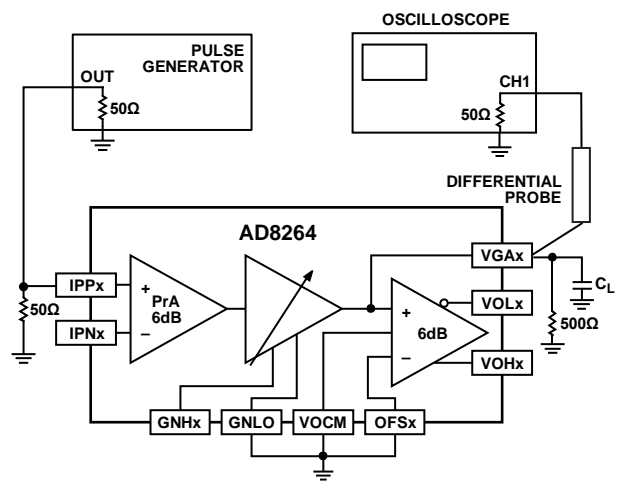 OSCILLOSCOPE
PULSE
GENERATOR
OUT
50Ω
CH1
50Ω
DIFFERENTIAL
PROBE
AD8264
VGAx
IPPx
PrA
6dB
+
−
50Ω
IPNx
+
6dB
−
VOLx
CL
500Ω
VOHx
GNHx
GNLO
VOCM
OFSx